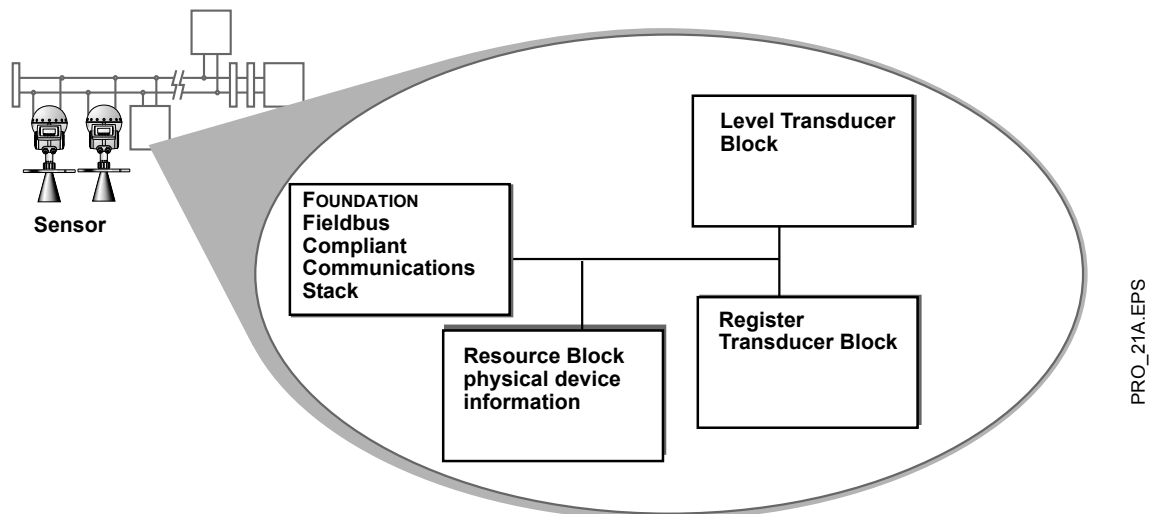 Sensor
FOUNDATION
Fieldbus
Compliant
Communications
Stack
Level Transducer
Block
Resource Block
physical device
information
Register
Transducer Block
PRO_21A.EPS